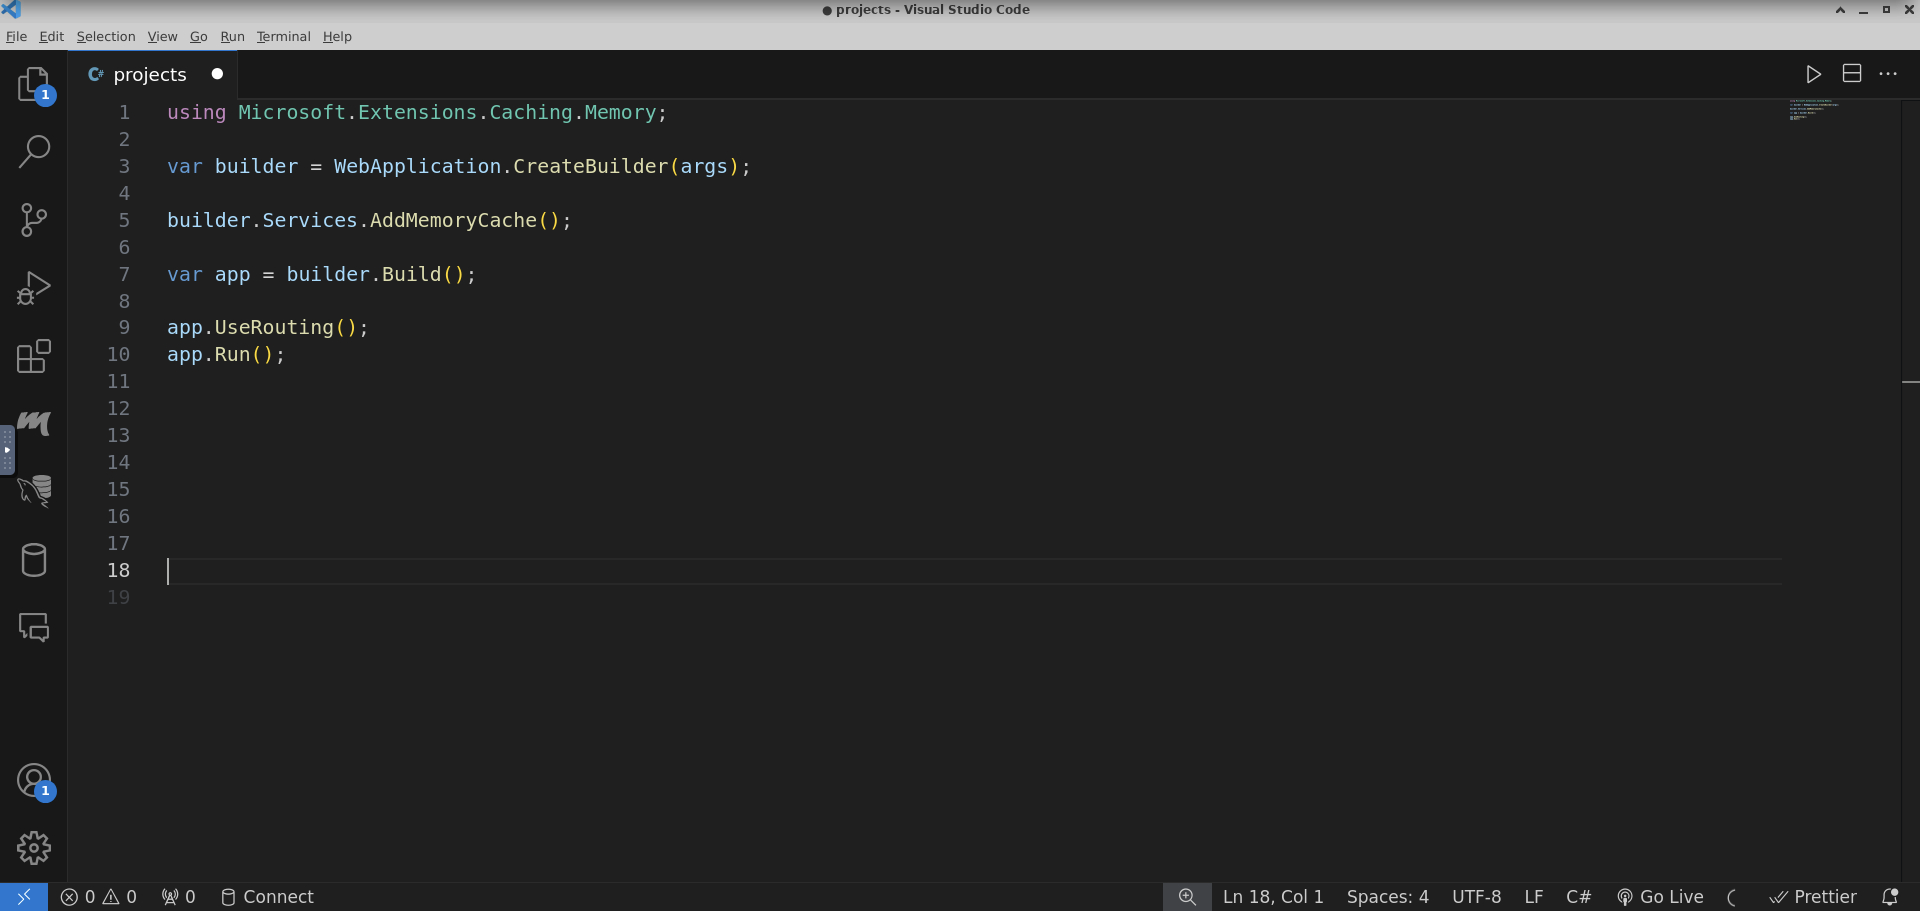 ● projects - Visual Studio Code
File Edit Selection View Go Run Terminal Help
1
C# projects ●
1 using Microsoft.Extensions.Caching.Memory;
2
3 var builder = WebApplication.CreateBuilder(args);
4
5 builder.Services.AddMemoryCache();
6
7 var app = builder.Build();
8
9 app.UseRouting();
10 app.Run();
11
12
13
14
15
16
17
18
19
1
0 0 0 Connect Ln 18, Col 1 Spaces: 4 UTF-8 LF C# Go Live Prettier